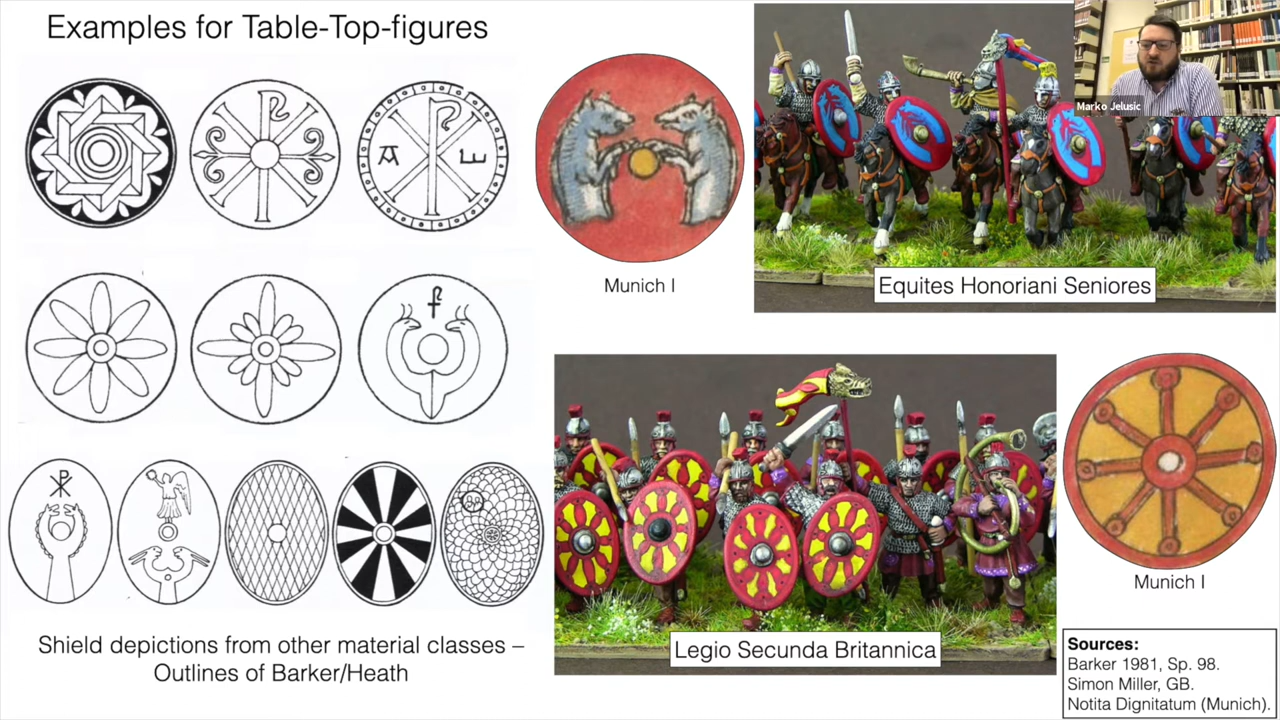 Examples for Table-Top-figures
Marko Jelusic
A
Munich I
Equites Honoriani Seniores
Shield depictions from other material classes –
Outlines of Barker/Heath
Legio Secunda Britannica
Munich I
Sources:
Barker 1981, Sp. 98.
Simon Miller, GB.
Notita Dignitatum (Munich).